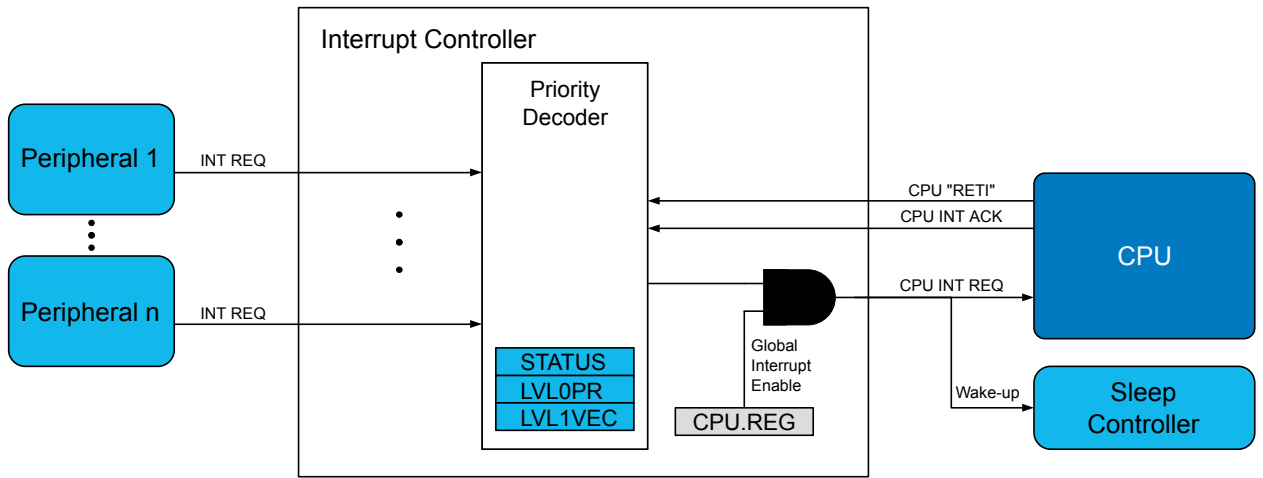 Interrupt Controller
Priority
Decoder
Peripheral 1
INT REQ
CPU "RETI"
CPU INT ACK
CPU
CPU INT REQ
Peripheral n
INT REQ
Global
Interrupt
Enable
STATUS
LVL0PR
LVL1VEC
CPU.REG
Wake-up
Sleep
Controller